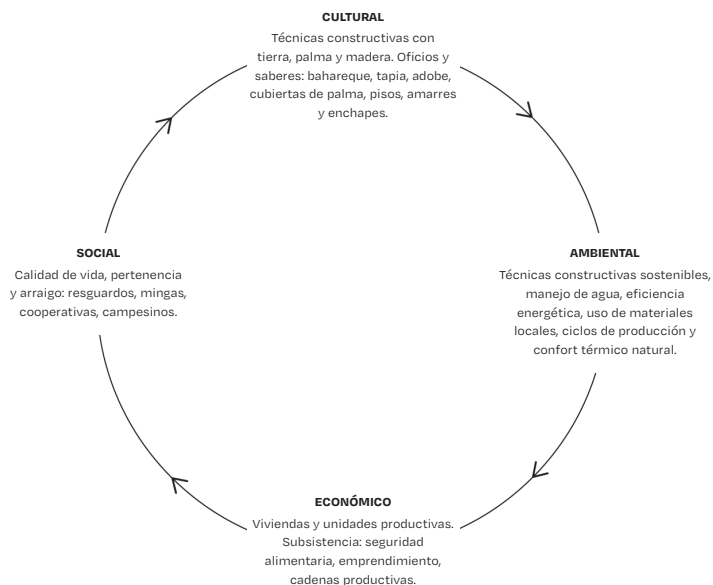 CULTURAL
Técnicas constructivas con
tierra, palma y madera. Oficios y
saberes: bahareque, tapia, adobe,
cubiertas de palma, pisos, amarres
y enchapes.
SOCIAL
Calidad de vida, pertenencia
y arraigo: resguardos, mingas,
cooperativas, campesinos.
AMBIENTAL
Técnicas constructivas sostenibles,
manejo de agua, eficiencia
energética, uso de materiales
locales, ciclos de producción y
confort térmico natural.
ECONÓMICO
Viviendas y unidades productivas.
Subsistencia: seguridad
alimentaria, emprendimiento,
cadenas productivas.